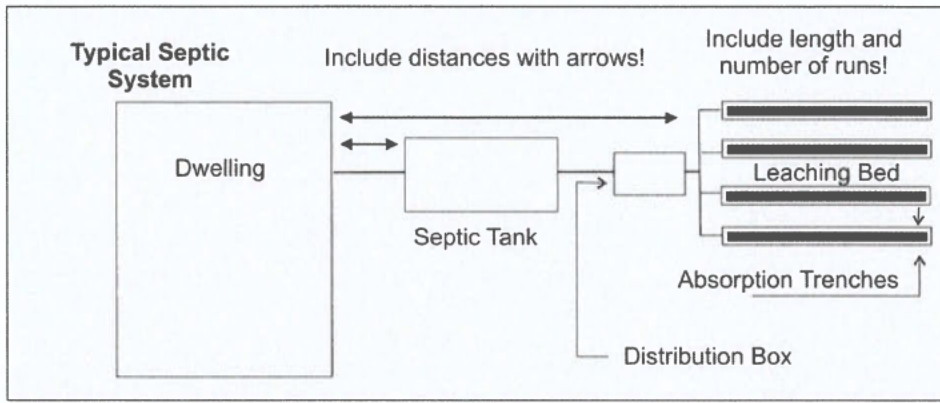 Typical Septic
System
Include distances with arrows!
Include length and
number of runs!
Dwelling
Septic Tank
Leaching Bed
Absorption Trenches
Distribution Box